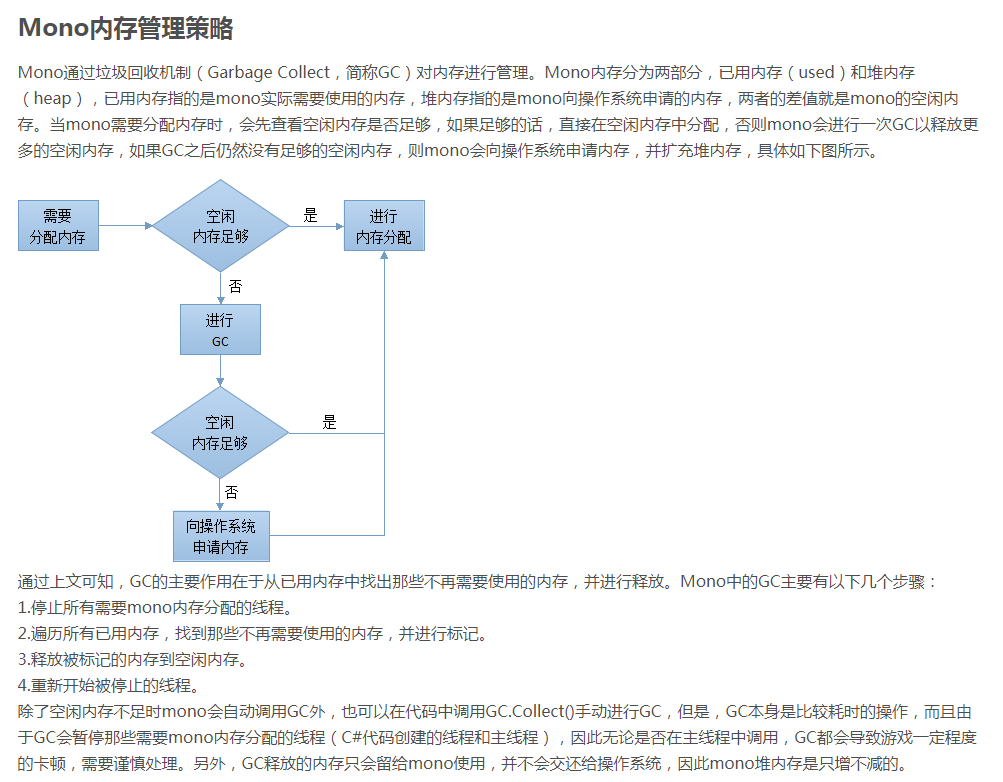 Mono内存管理策略
Mono通过垃圾回收机制（Garbage Collect，简称GC）对内存进行管理。Mono内存分为两部分，已用内存（used）和堆内存
（heap），已用内存指的是mono实际需要使用的内存，堆内存指的是mono向操作系统申请的内存，两者的差值就是mono的空闲内
存。当mono需要分配内存时，会先查看空闲内存是否足够，如果足够的话，直接在空闲内存中分配，否则mono会进行一次GC以释放更
多的空闲内存，如果GC之后仍然没有足够的空闲内存，则mono会向操作系统申请内存，并扩充堆内存，具体如下图所示。
需要
分配内存
空闲
内存足够
是
进行
内存分配
否
进行
GC
空闲
内存足够
是
否
向操作系统
申请内存
通过上文可知，GC的主要作用在于从已用内存中找出那些不再需要使用的内存，并进行释放。Mono中的GC主要有以下几个步骤：
1.停止所有需要mono内存分配的线程。
2.遍历所有已用内存，找到那些不再需要使用的内存，并进行标记。
3.释放被标记的内存到空闲内存。
4.重新开始被停止的线程。
除了空闲内存不足时mono会自动调用GC外，也可以在代码中调用GC.Collect()手动进行GC，但是，GC本身是比较耗时的操作，而且由
于GC会暂停那些需要mono内存分配的线程（C#代码创建的线程和主线程），因此无论是否在主线程中调用，GC都会导致游戏一定程度
的卡顿，需要谨慎处理。另外，GC释放的内存只会留给mono使用，并不会交还给操作系统，因此mono堆内存是只增不减的。